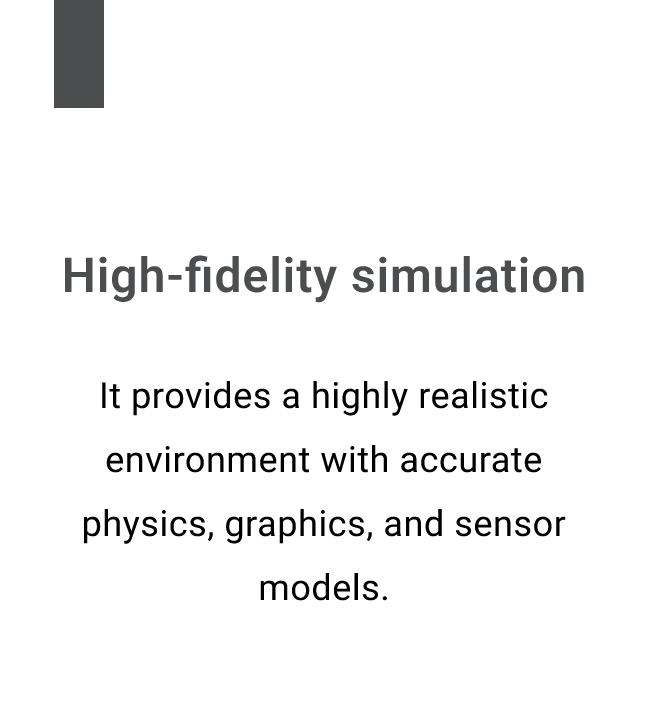 High-fidelity simulation
It provides a highly realistic
environment with accurate
physics, graphics, and sensor
models.